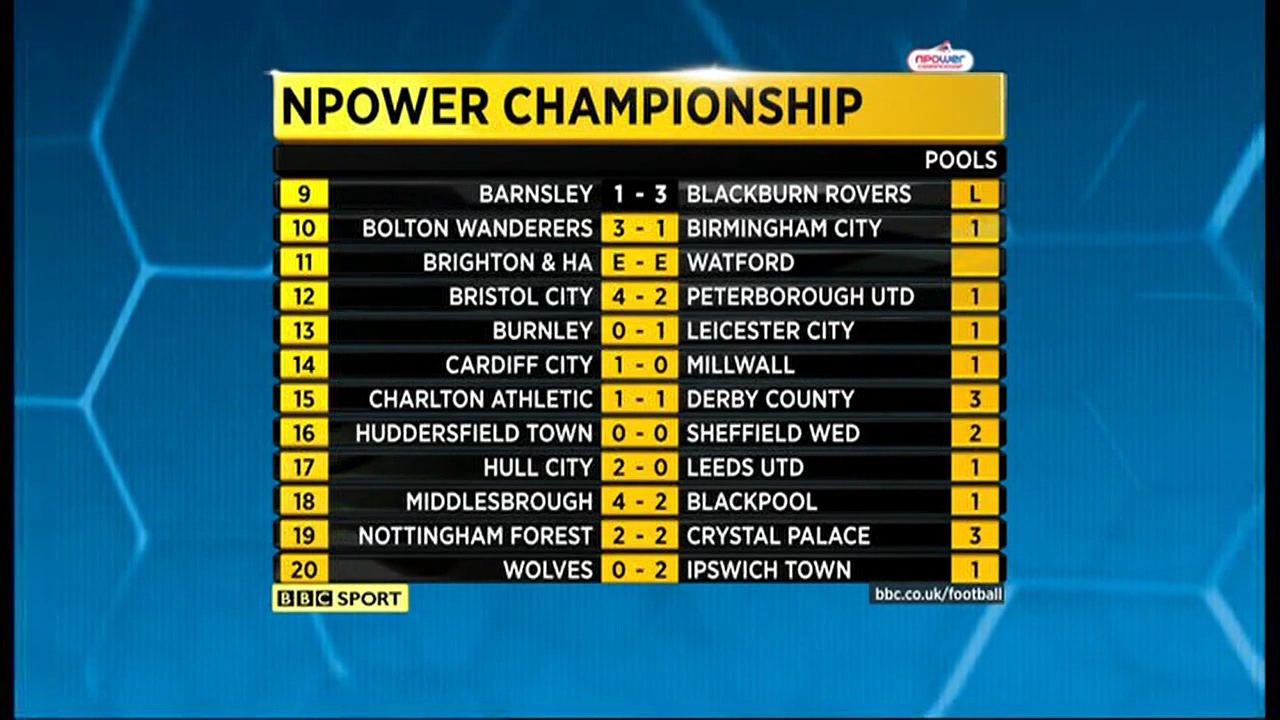 npower
CHAMPIONSHIP
NPOWER CHAMPIONSHIP
POOLS
9 BARNSLEY 1 - 3 BLACKBURN ROVERS L
10 BOLTON WANDERERS 3 - 1 BIRMINGHAM CITY 1
11 BRIGHTON & HA E - E WATFORD
12 BRISTOL CITY 4 - 2 PETERBOROUGH UTD 1
13 BURNLEY 0 - 1 LEICESTER CITY 1
14 CARDIFF CITY 1 - 0 MILLWALL 1
15 CHARLTON ATHLETIC 1 - 1 DERBY COUNTY 3
16 HUDDERSFIELD TOWN 0 - 0 SHEFFIELD WED 2
17 HULL CITY 2 - 0 LEEDS UTD 1
18 MIDDLESBROUGH 4 - 2 BLACKPOOL 1
19 NOTTINGHAM FOREST 2 - 2 CRYSTAL PALACE 3
20 WOLVES 0 - 2 IPSWICH TOWN 1
BBC SPORT bbc.co.uk/football